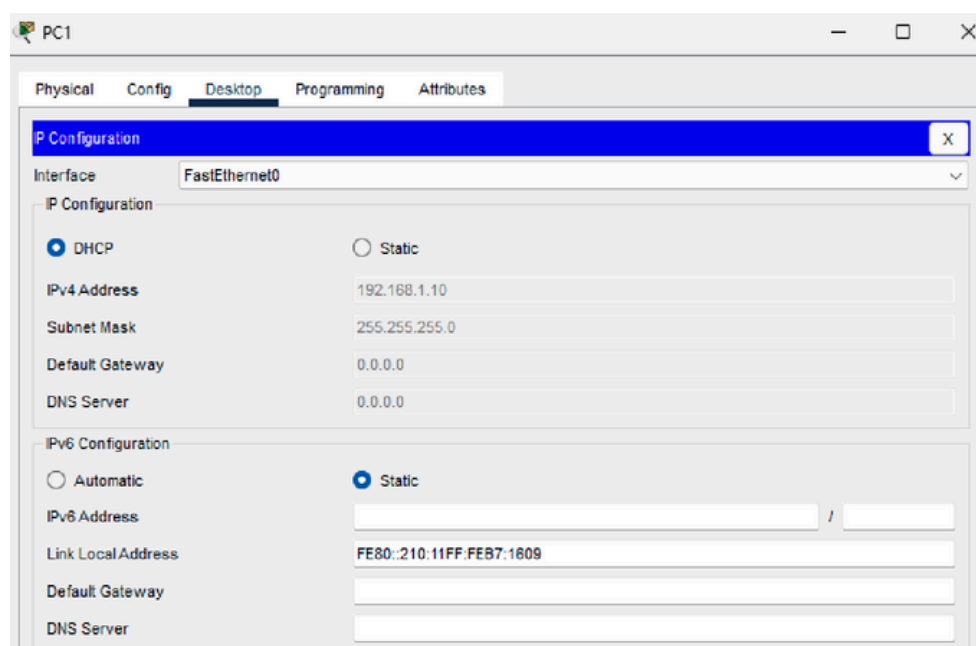 PC1
Physical Config Desktop Programming Attributes
IP Configuration X
Interface FastEthernet0
IP Configuration
DHCP Static
IPv4 Address 192.168.1.10
Subnet Mask 255.255.255.0
Default Gateway 0.0.0.0
DNS Server 0.0.0.0
IPv6 Configuration
Automatic Static
IPv6 Address /
Link Local Address FE80::210:11FF:FEB7:1609
Default Gateway
DNS Server